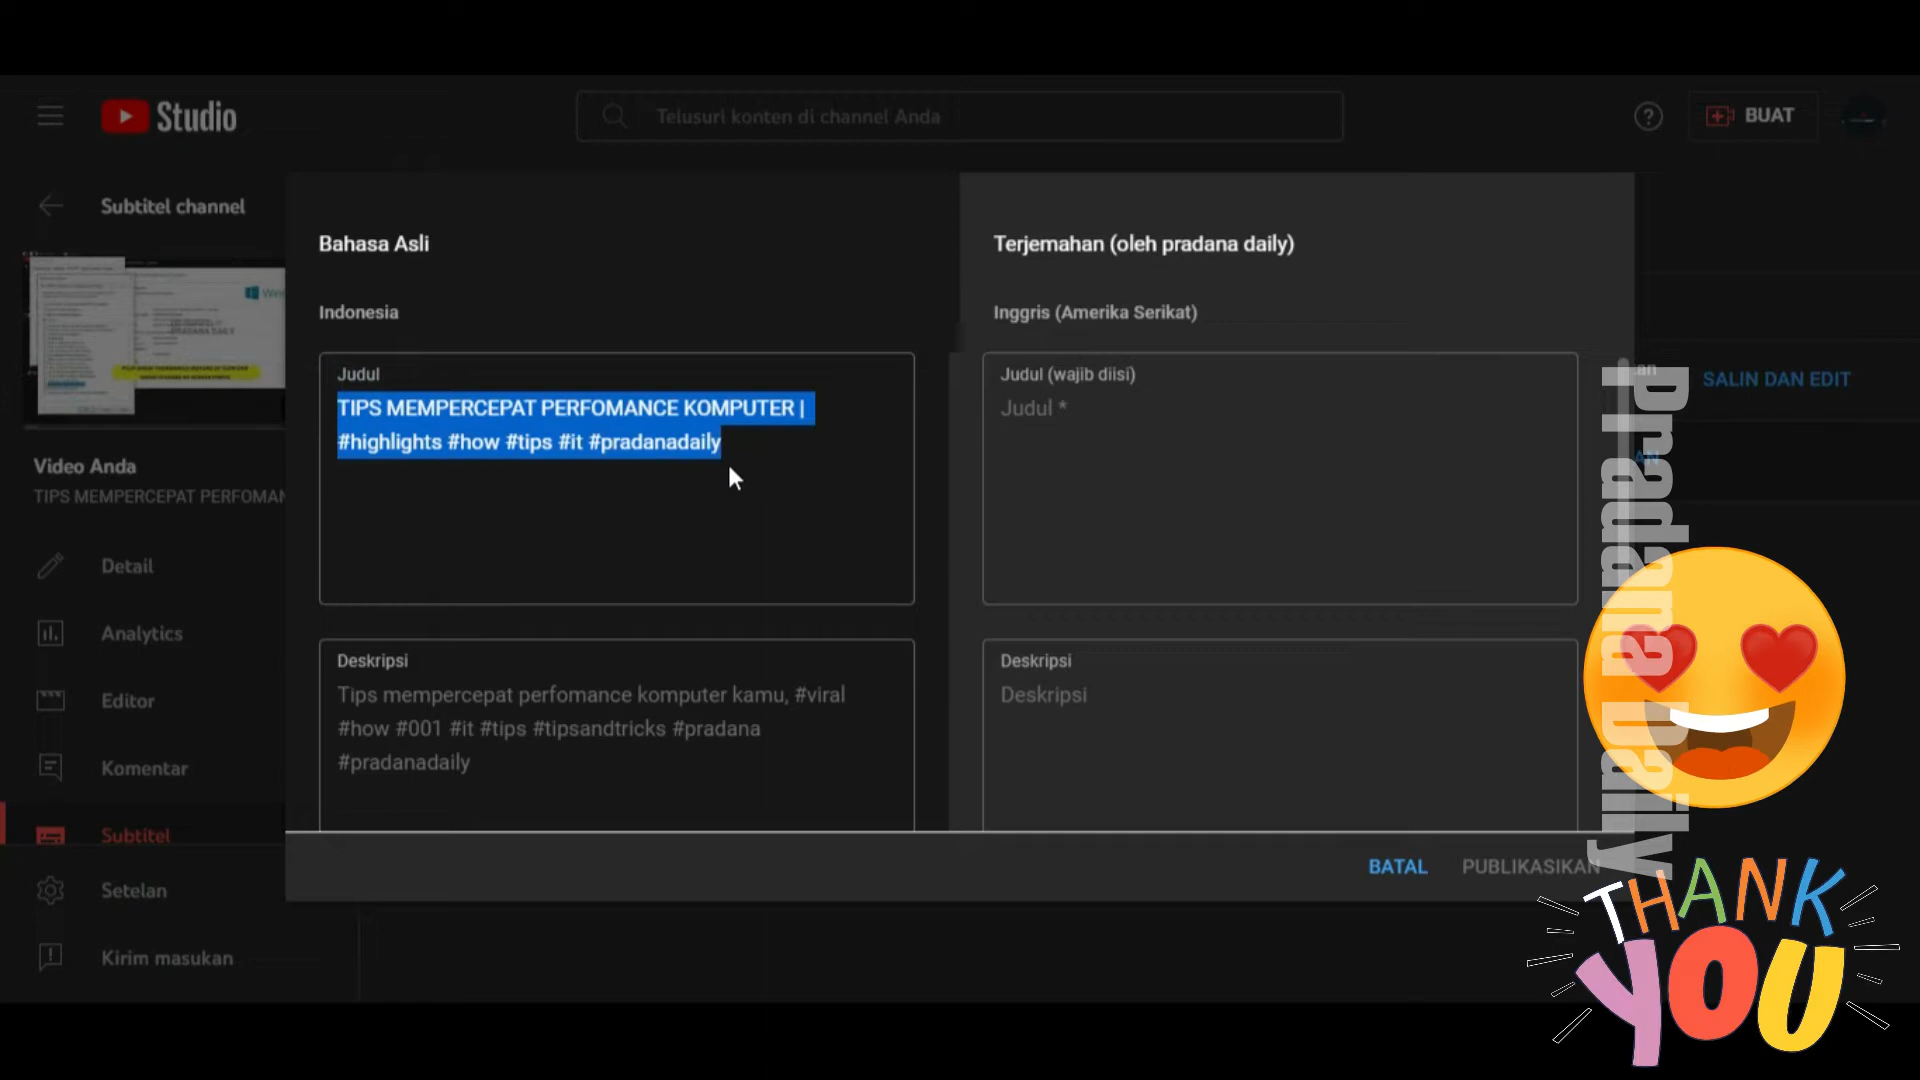 Studio
Telusuri konten di channel Anda
BUAT
Subtitel channel
Video Anda
TIPS MEMPERCEPAT PERFOMAN
Detail
Analytics
Editor
Komentar
Subtitel
Setelan
Kirim masukan
Bahasa Asli
Indonesia
Judul
TIPS MEMPERCEPAT PERFOMANCE KOMPUTER |
#highlights #how #tips #it #pradanadaily
Deskripsi
Tips mempercepat perfomance komputer kamu, #viral
#how #001 #it #tips #tipsandtricks #pradana
#pradanadaily
Terjemahan (oleh pradana daily)
Inggris (Amerika Serikat)
Judul (wajib diisi)
Judul *
Deskripsi
Deskripsi
SALIN DAN EDIT
BATAL
PUBLIKASIKAN
Pradana Daily
THANK
YOU